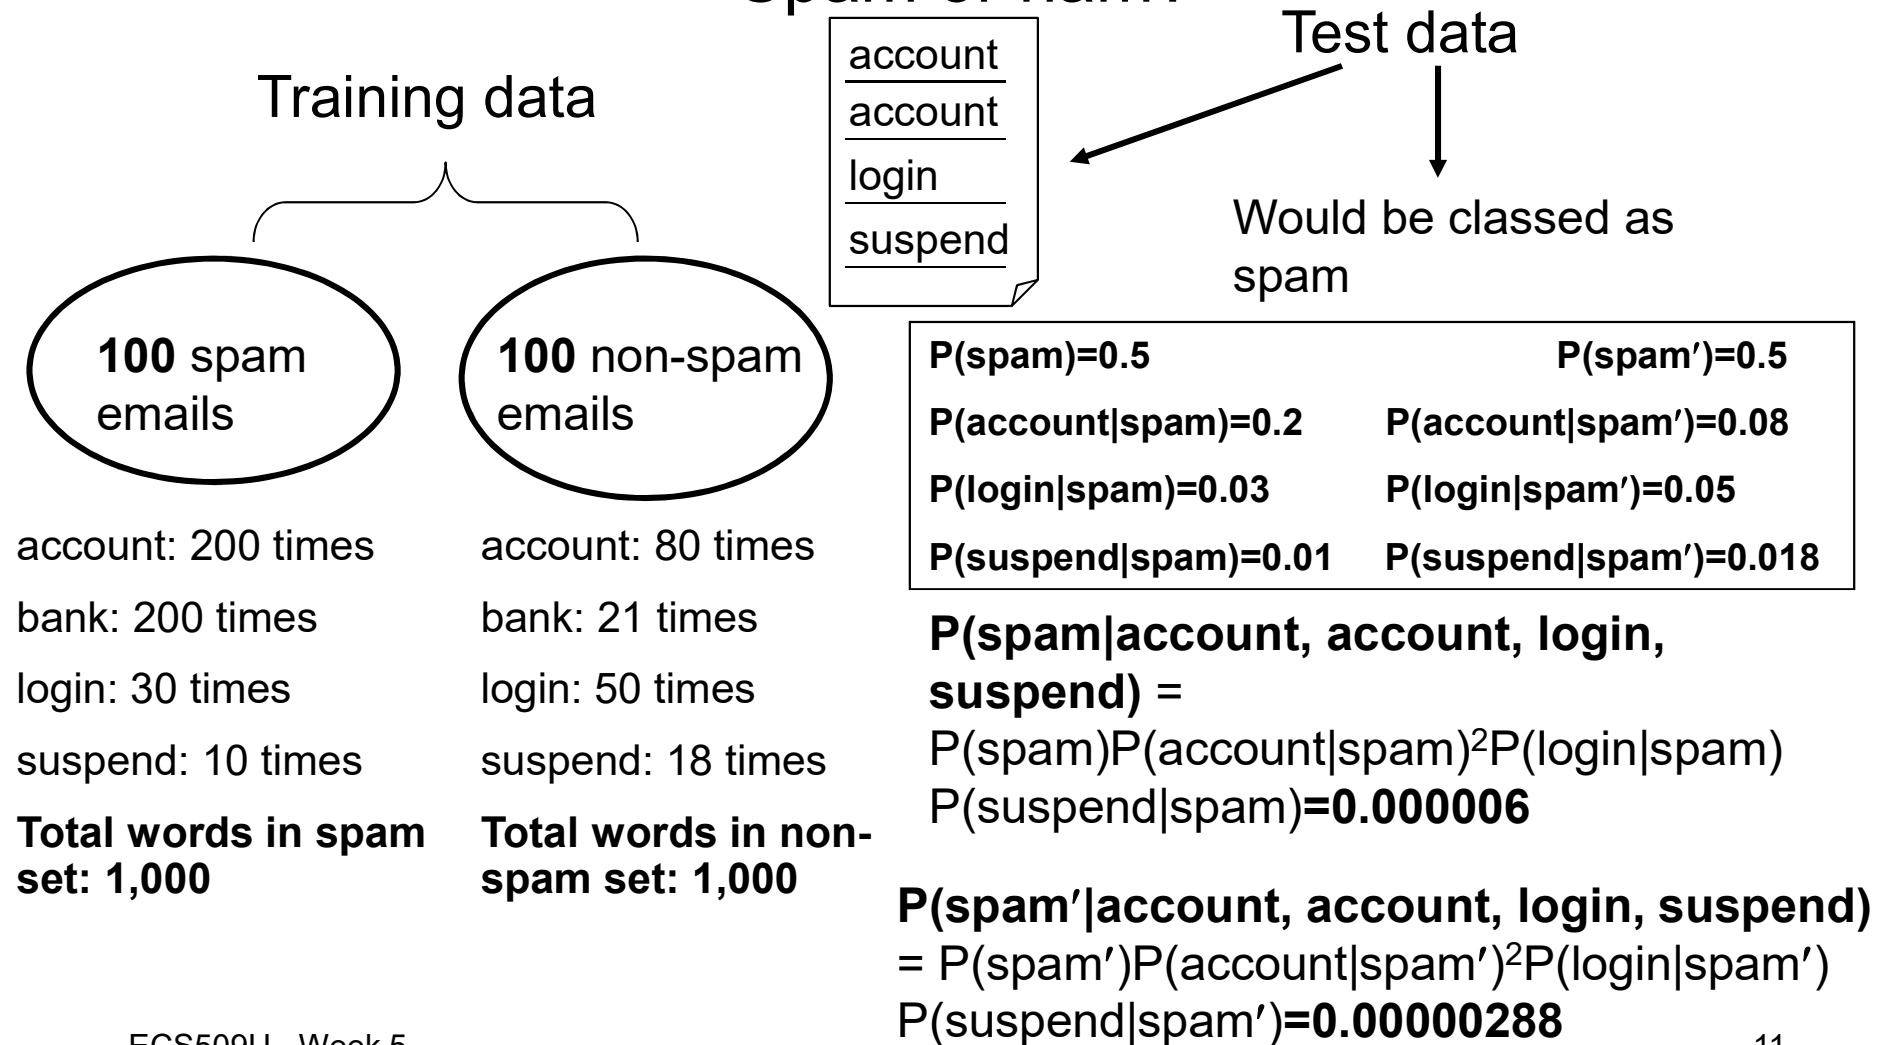 Spam or ham?
Training data
account
account
login
suspend
Test data
Would be classed as
spam
100 spam
emails
100 non-spam
emails
account: 200 times
bank: 200 times
login: 30 times
suspend: 10 times
Total words in spam
set: 1,000
account: 80 times
bank: 21 times
login: 50 times
suspend: 18 times
Total words in non-
spam set: 1,000
P(spam)=0.5 P(spam′)=0.5
P(account|spam)=0.2 P(account|spam′)=0.08
P(login|spam)=0.03 P(login|spam′)=0.05
P(suspend|spam)=0.01 P(suspend|spam′)=0.018
P(spam|account, account, login,
suspend) =
P(spam)P(account|spam)²P(login|spam)
P(suspend|spam)=0.000006
P(spam′|account, account, login, suspend)
= P(spam′)P(account|spam′)²P(login|spam′)
P(suspend|spam′)=0.00000288
ECS509U - Week 5
11